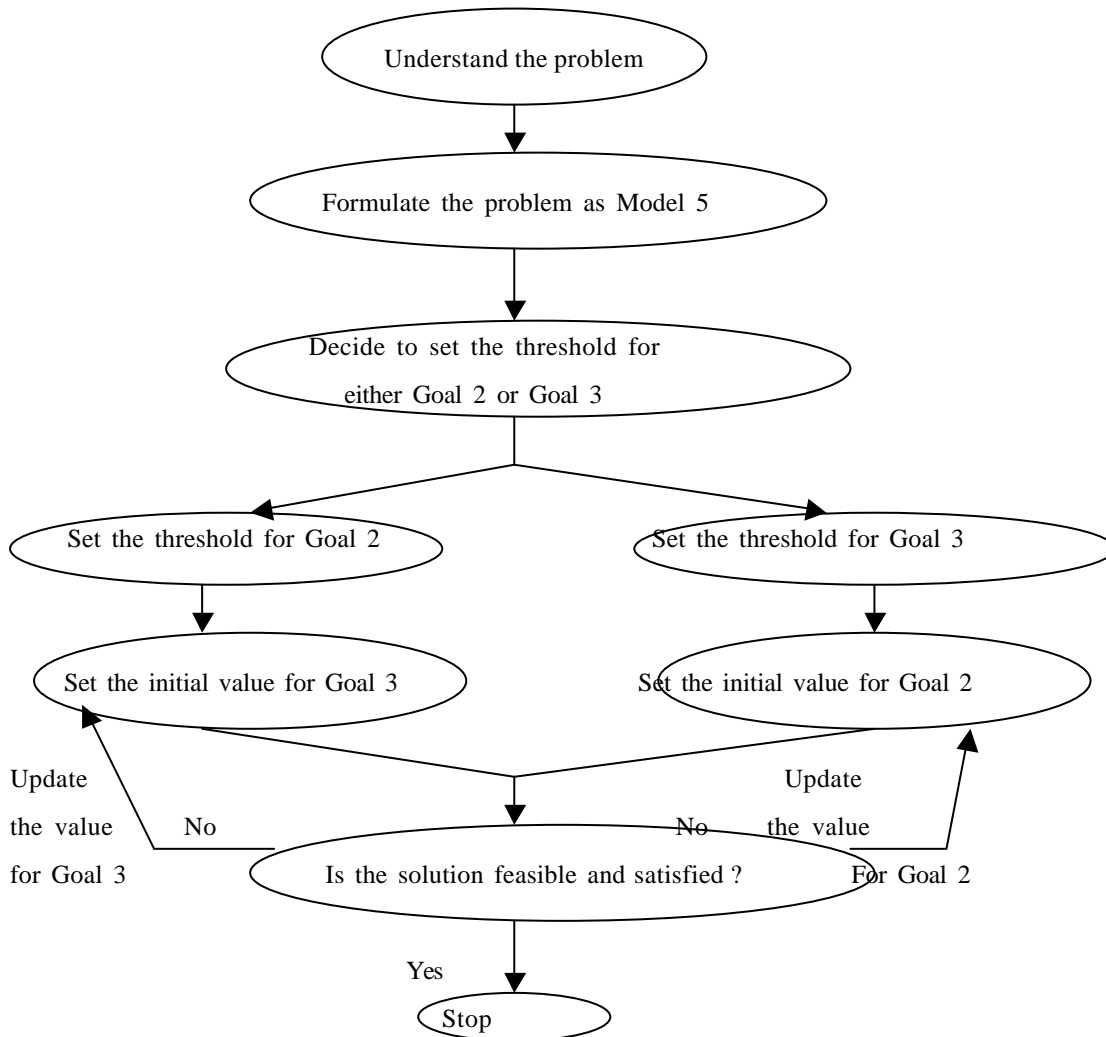 Understand the problem
Formulate the problem as Model 5
Decide to set the threshold for
either Goal 2 or Goal 3
Set the threshold for Goal 2
Set the threshold for Goal 3
Set the initial value for Goal 3
Set the initial value for Goal 2
Update
the value
for Goal 3
No
No
Update
the value
For Goal 2
Is the solution feasible and satisfied ?
Yes
Stop